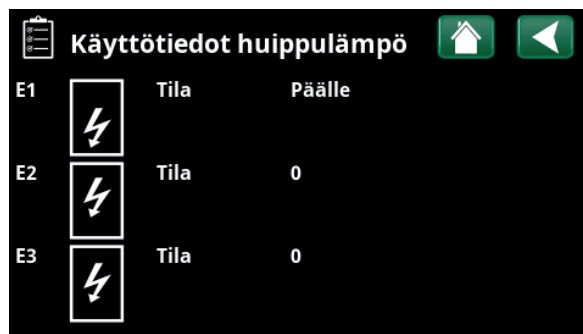 Käyttötiedot huippulämpö
E1 Tila Päälle
E2 Tila 0
E3 Tila 0